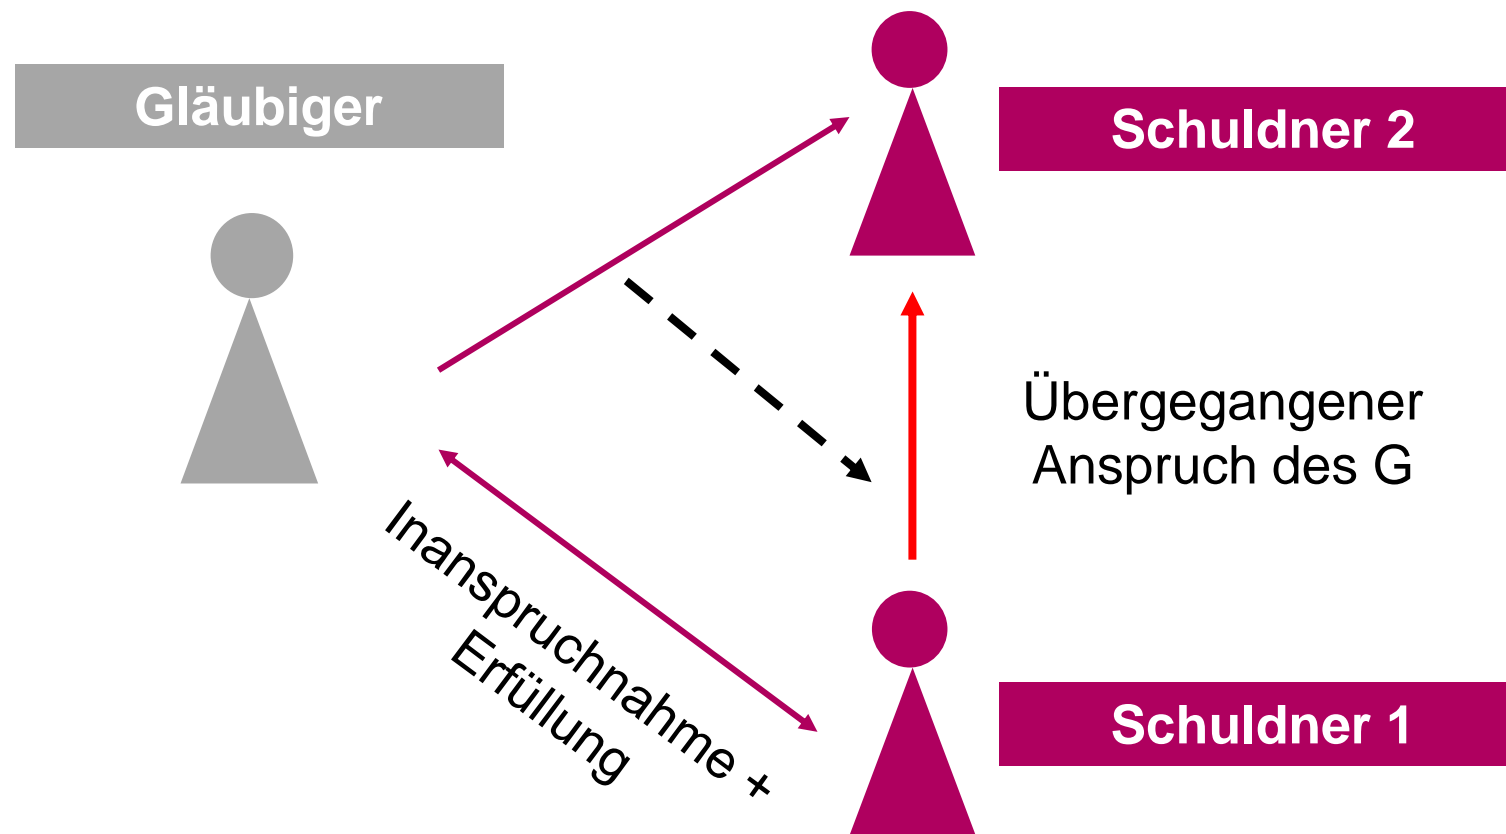 Gläubiger
Schuldner 2
Übergegangener
Anspruch des G
Inanspruchnahme +
Erfüllung
Schuldner 1